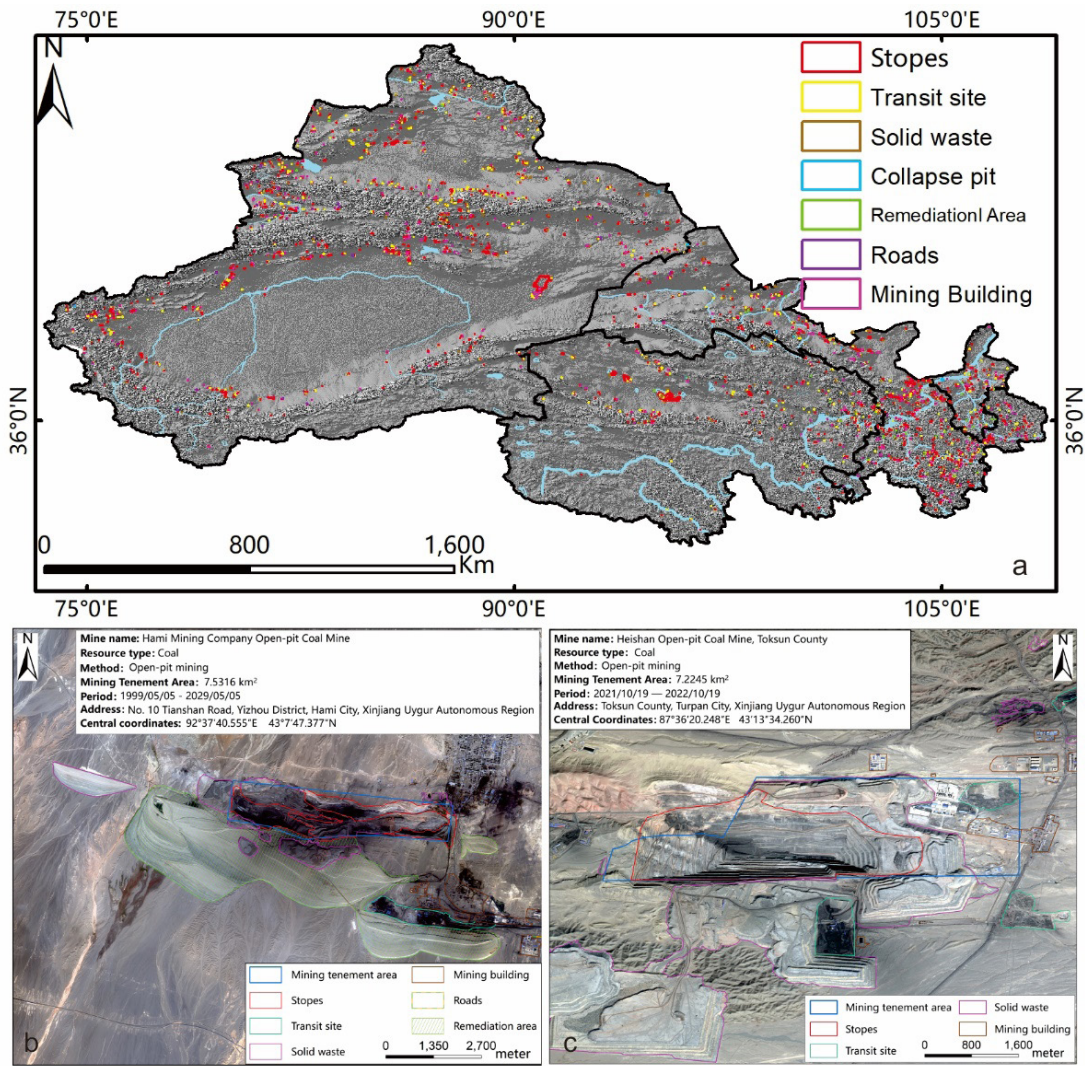 75°0'E 90°0'E 105°0'E
N
Stopes
Transit site
Solid waste
Collapse pit
Remediationl Area
Roads
Mining Building
36°0'N
36°0'N
0 800 1,600
Km
a
75°0'E 90°0'E 105°0'E
N
Mine name: Hami Mining Company Open-pit Coal Mine
Resource type: Coal
Method: Open-pit mining
Mining Tenement Area: 7.5316 km²
Period: 1999/05/05 - 2029/05/05
Address: No. 10 Tianshan Road, Yizhou District, Hami City, Xinjiang Uygur Autonomous Region
Central coordinates: 92°37'40.555"E 43°7'47.377"N
Mining tenement area
Stopes
Transit site
Solid waste
Mining building
Roads
Remediation area
0 1,350 2,700
meter
b
N
Mine name: Heishan Open-pit Coal Mine, Toksun County
Resource type: Coal
Method: Open-pit mining
Mining Tenement Area: 7.2245 km²
Period: 2021/10/19 — 2022/10/19
Address: Toksun County, Turpan City, Xinjiang Uygur Autonomous Region
Central Coordinates: 87°36'20.248"E 43°13'34.260"N
Mining tenement area
Stopes
Transit site
Solid waste
Mining building
0 800 1,600
meter
c